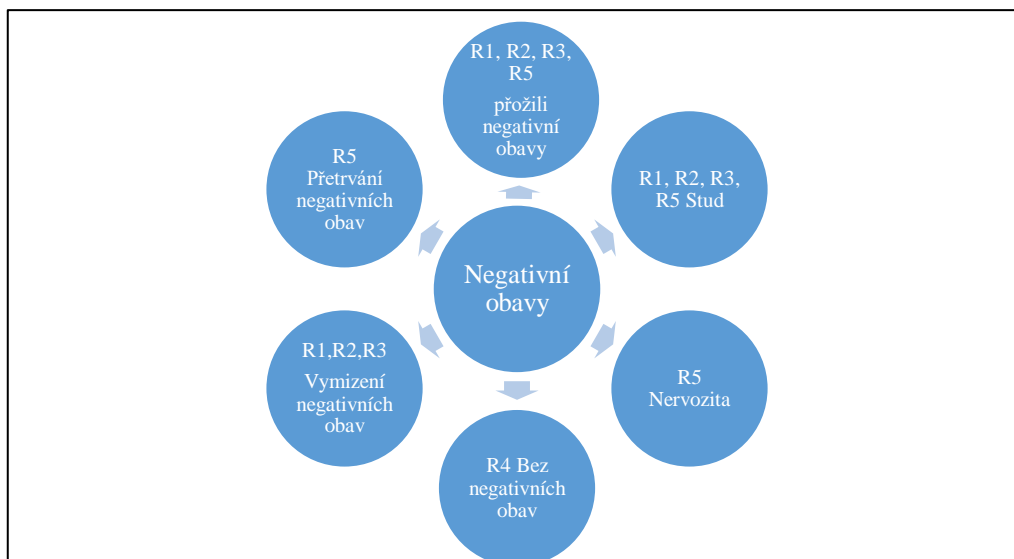 R1, R2, R3,
R5
přožili
negativní
obavy
R1, R2, R3,
R5 Stud
R5
Nervozita
R4 Bez
negativních
obav
R1,R2,R3
Vymizení
negativních
obav
R5
Přetrvání
negativních
obav
Negativní
obavy